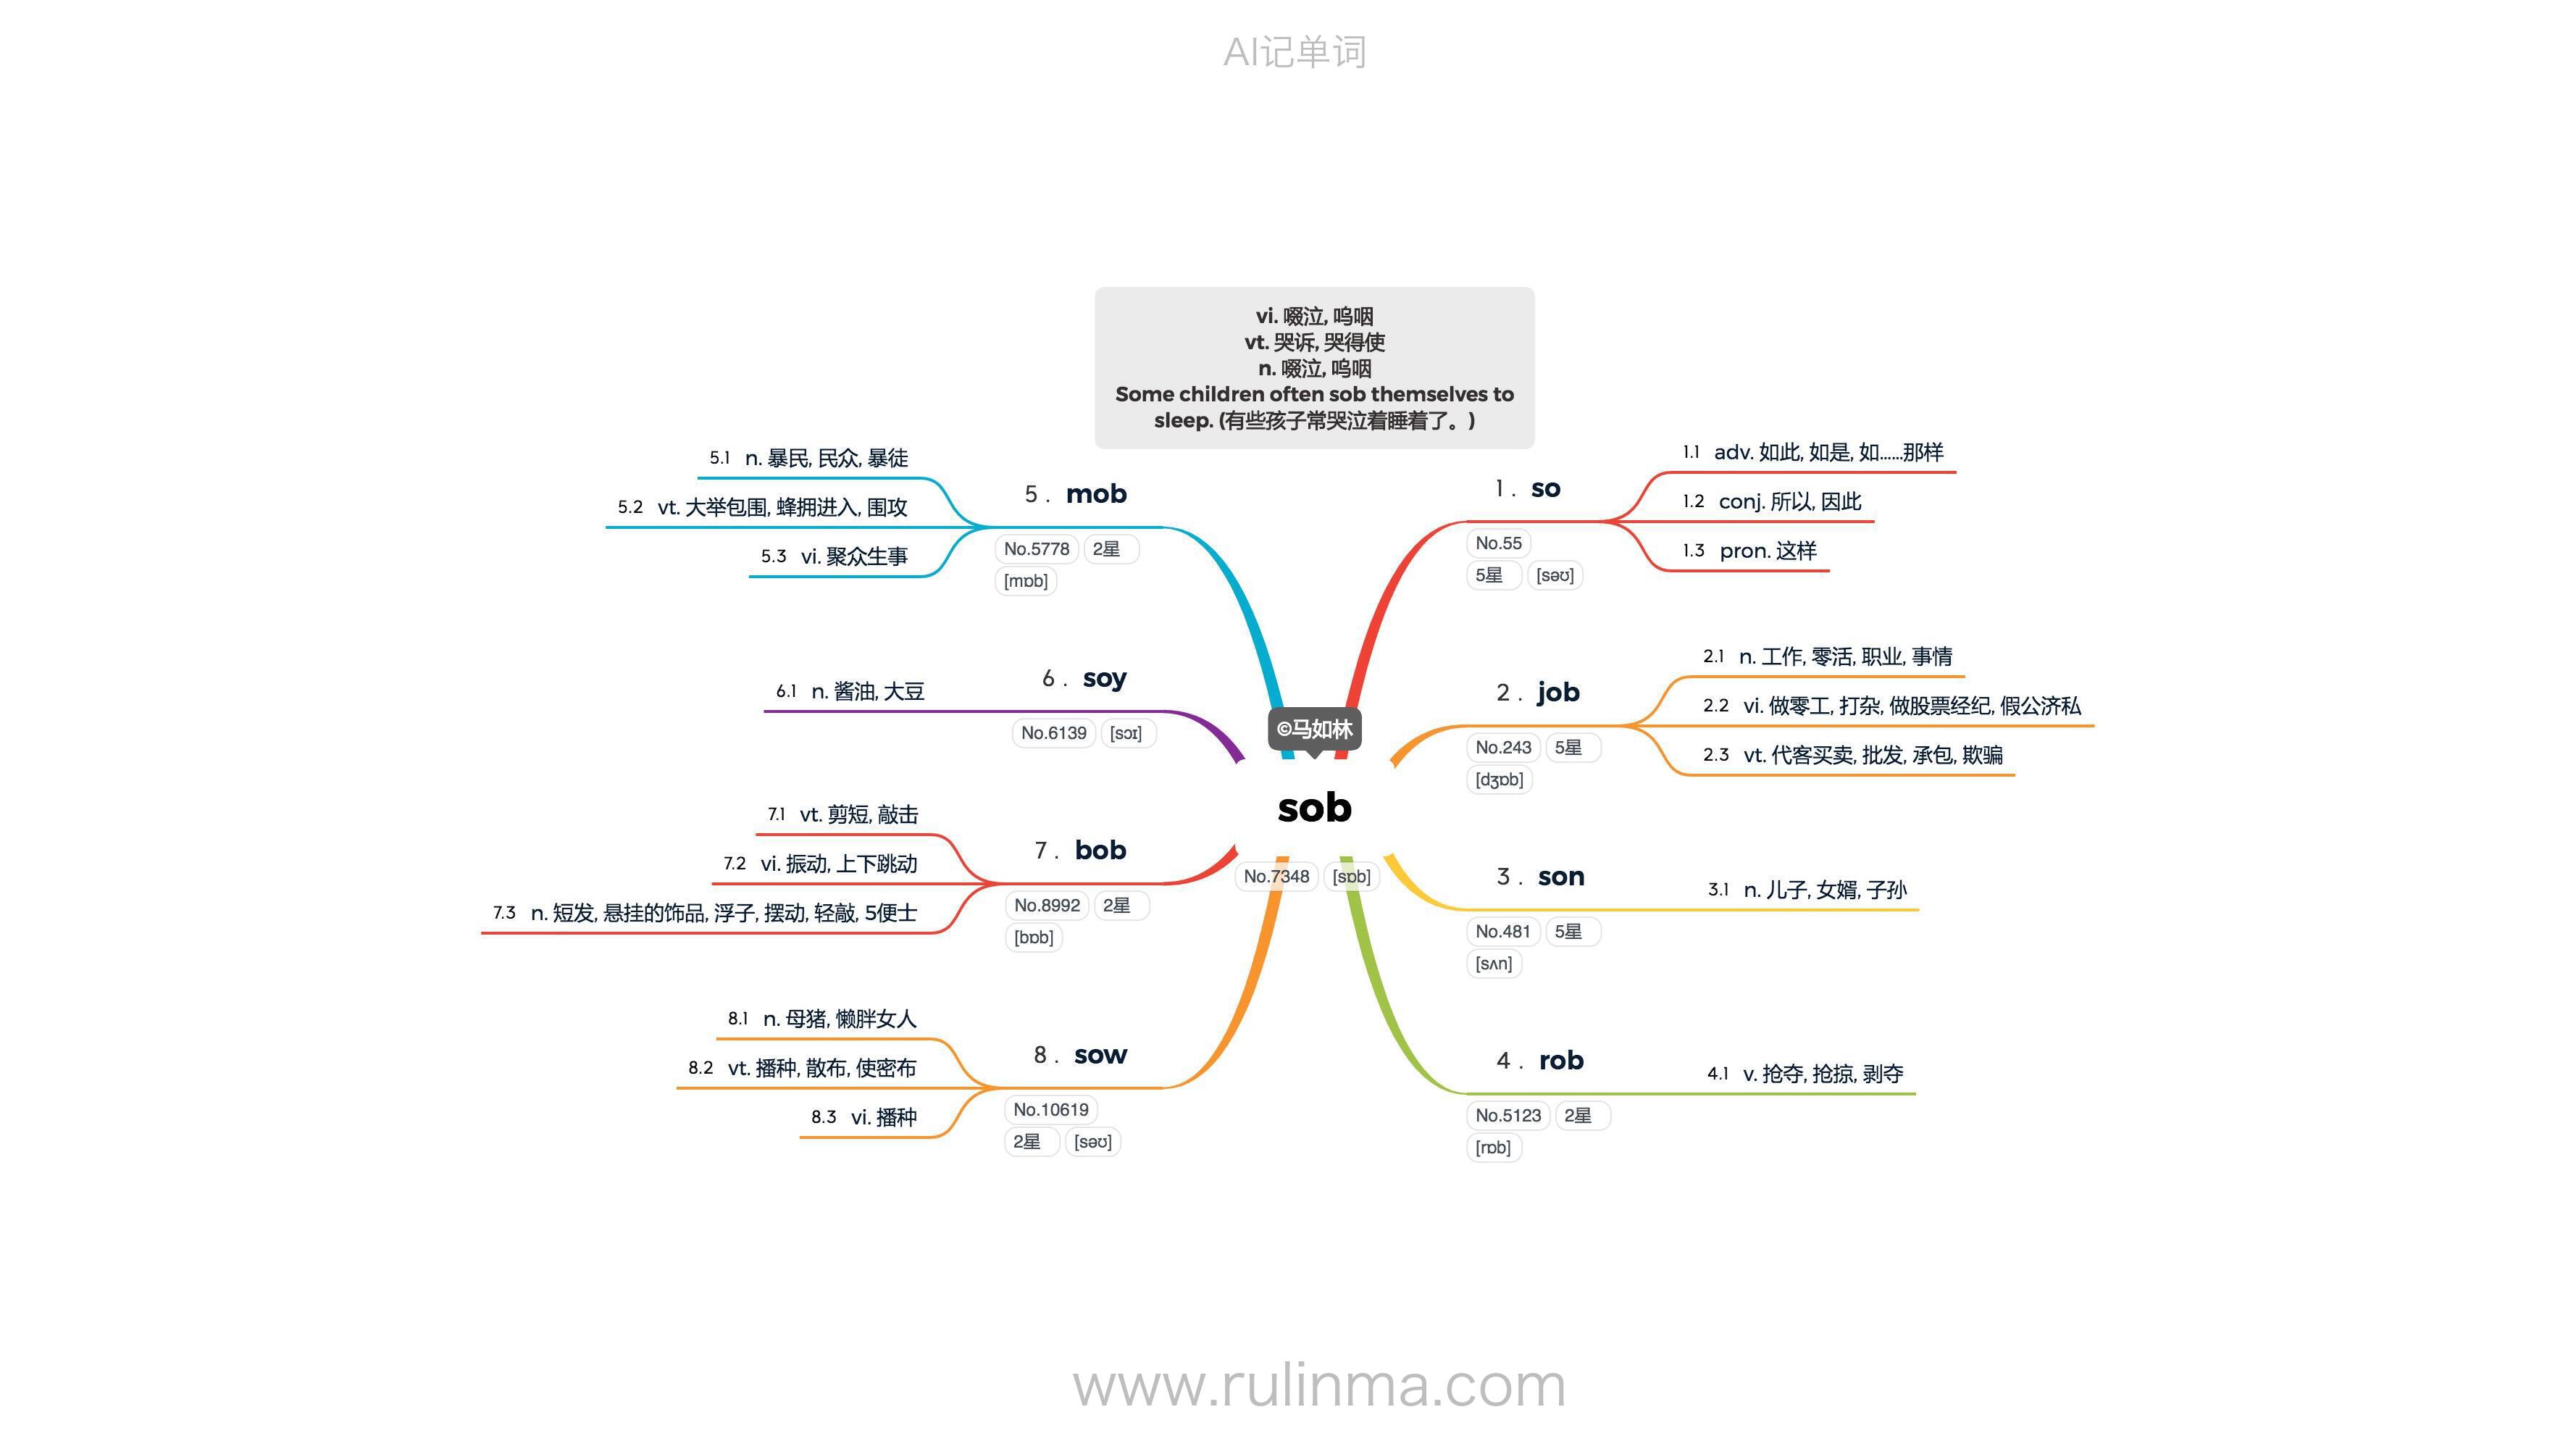 AI记单词
vi. 啜泣, 呜咽
vt. 哭诉, 哭得使
n. 啜泣, 呜咽
Some children often sob themselves to
sleep. (有些孩子常哭泣着睡着了。)
©马如林
sob
No.7348 [sɒb]
1 . so
No.55
5星 [səʊ]
1.1 adv. 如此, 如是, 如……那样
1.2 conj. 所以, 因此
1.3 pron. 这样
2 . job
No.243 5星
[dʒɒb]
2.1 n. 工作, 零活, 职业, 事情
2.2 vi. 做零工, 打杂, 做股票经纪, 假公济私
2.3 vt. 代客买卖, 批发, 承包, 欺骗
3 . son
No.481 5星
[sʌn]
3.1 n. 儿子, 女婿, 子孙
4 . rob
No.5123 2星
[rɒb]
4.1 v. 抢夺, 抢掠, 剥夺
5 . mob
No.5778 2星
[mɒb]
5.1 n. 暴民, 民众, 暴徒
5.2 vt. 大举包围, 蜂拥进入, 围攻
5.3 vi. 聚众生事
6 . soy
No.6139 [sɔɪ]
6.1 n. 酱油, 大豆
7 . bob
No.8992 2星
[bɒb]
7.1 vt. 剪短, 敲击
7.2 vi. 振动, 上下跳动
7.3 n. 短发, 悬挂的饰品, 浮子, 摆动, 轻敲, 5便士
8 . sow
No.10619
2星 [səʊ]
8.1 n. 母猪, 懒胖女人
8.2 vt. 播种, 散布, 使密布
8.3 vi. 播种
www.rulinma.com